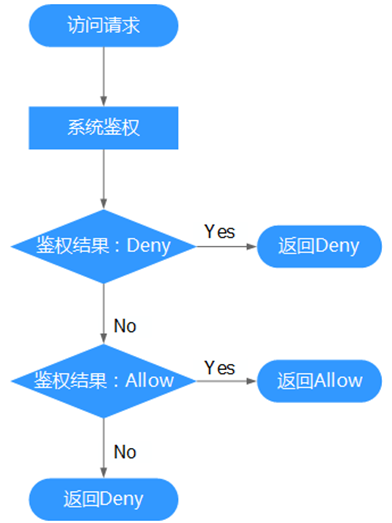 访问请求
系统鉴权
鉴权结果：Deny
Yes
返回Deny
No
鉴权结果：Allow
Yes
返回Allow
No
返回Deny